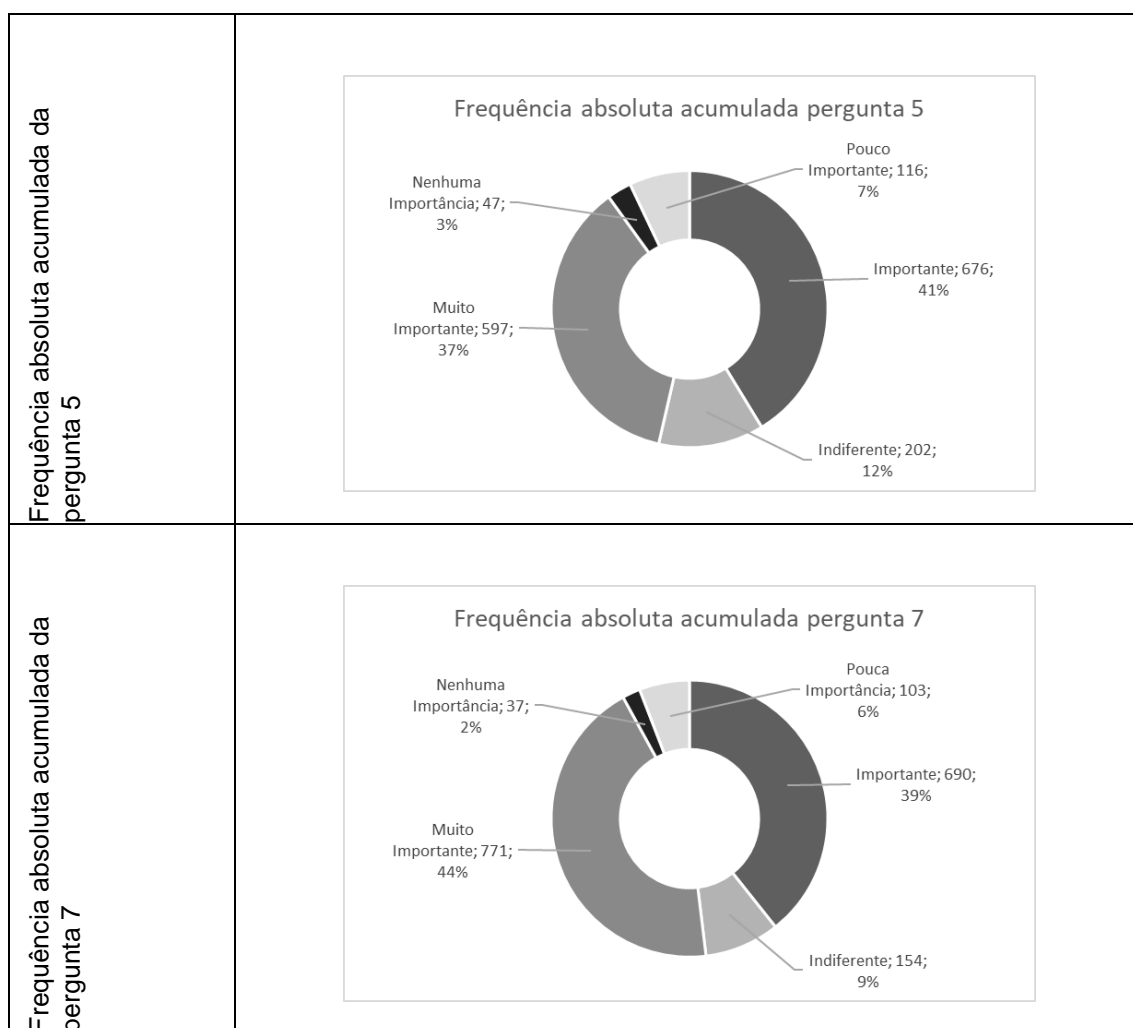 Frequência absoluta acumulada da
pergunta 5
Frequência absoluta acumulada pergunta 5
Pouco
Importante; 116;
7%
Nenhuma
Importância; 47;
3%
Importante; 676;
41%
Muito
Importante; 597;
37%
Indiferente; 202;
12%
Frequência absoluta acumulada da
pergunta 7
Frequência absoluta acumulada pergunta 7
Pouca
Importância; 103;
6%
Nenhuma
Importância; 37;
2%
Importante; 690;
39%
Muito
Importante; 771;
44%
Indiferente; 154;
9%